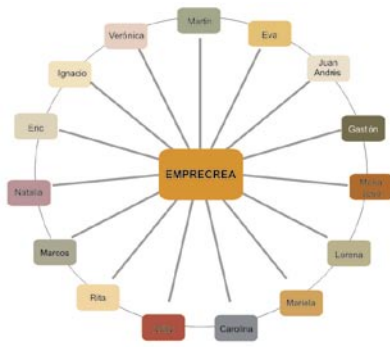 Martín
Eva
Juan
Andrés
Gastón
Lorena
Mariela
Carolina
Rita
Marcos
Natalia
Eric
Ignacio
Verónica
EMPRECREA